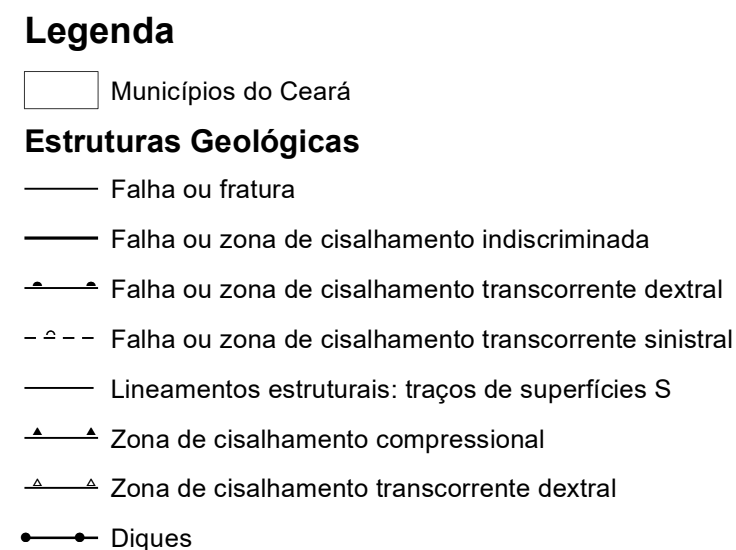 Legenda
Municípios do Ceará
Estruturas Geológicas
Falha ou fratura
Falha ou zona de cisalhamento indiscriminada
Falha ou zona de cisalhamento transcorrente dextral
Falha ou zona de cisalhamento transcorrente sinistral
Lineamentos estruturais: traços de superfícies S
Zona de cisalhamento compressional
Zona de cisalhamento transcorrente dextral
Diques